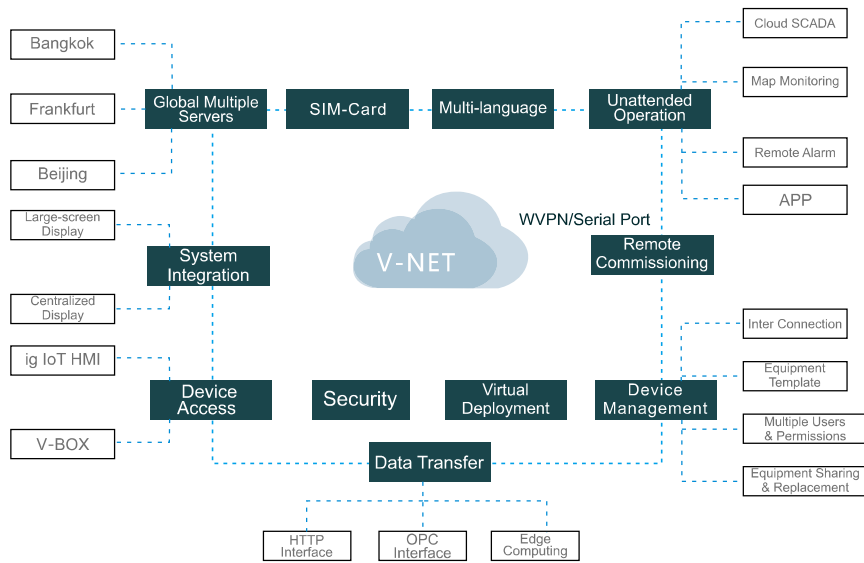 Bangkok
Frankfurt
Beijing
Global Multiple
Servers
SIM-Card
Multi-language
Unattended
Operation
Cloud SCADA
Map Monitoring
Remote Alarm
APP
Large-screen
Display
Centralized
Display
System
Integration
V-NET
WVPN/Serial Port
Remote
Commissioning
ig IoT HMI
V-BOX
Device
Access
Security
Virtual
Deployment
Device
Management
Inter Connection
Equipment
Template
Multiple Users
& Permissions
Equipment Sharing
& Replacement
Data Transfer
HTTP
Interface
OPC
Interface
Edge
Computing